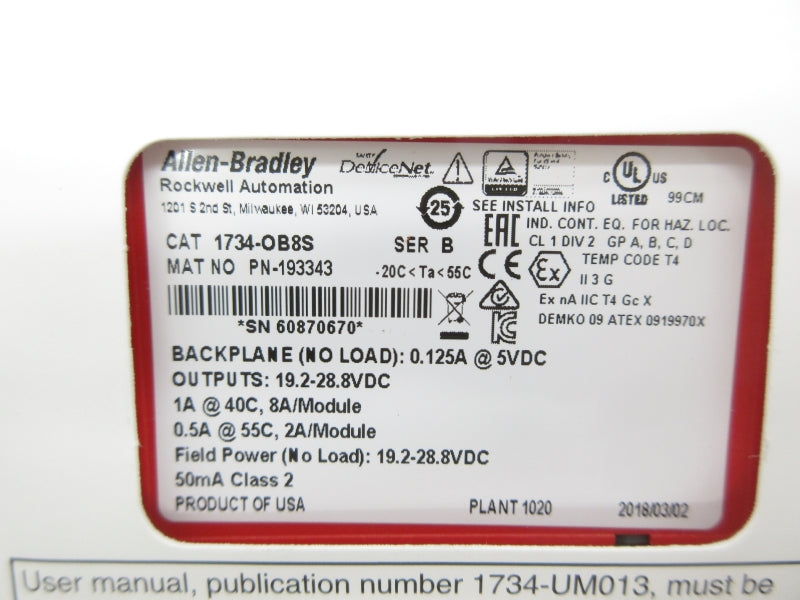 Allen-Bradley
Rockwell Automation
1201 S 2nd St, Milwaukee, WI 53204, USA
DeviceNet.
25
SEE INSTALL INFO
C UL US
LISTED 99CM
IND. CONT. EQ. FOR HAZ. LOC.
CL 1 DIV 2 GP A, B, C, D
TEMP CODE T4
CAT 1734-OB8S SER B
MAT NO PN-193343 -20C < Ta < 55C
EAC
CE Ex II 3 G
Ex nA IIC T4 Gc X
DEMKO 09 ATEX 0919970X
*SN 60870670*
BACKPLANE (NO LOAD): 0.125A @ 5VDC
OUTPUTS: 19.2-28.8VDC
1A @ 40C, 8A/Module
0.5A @ 55C, 2A/Module
Field Power (No Load): 19.2-28.8VDC
50mA Class 2
PRODUCT OF USA PLANT 1020 2018/03/02
User manual, publication number 1734-UM013, must be